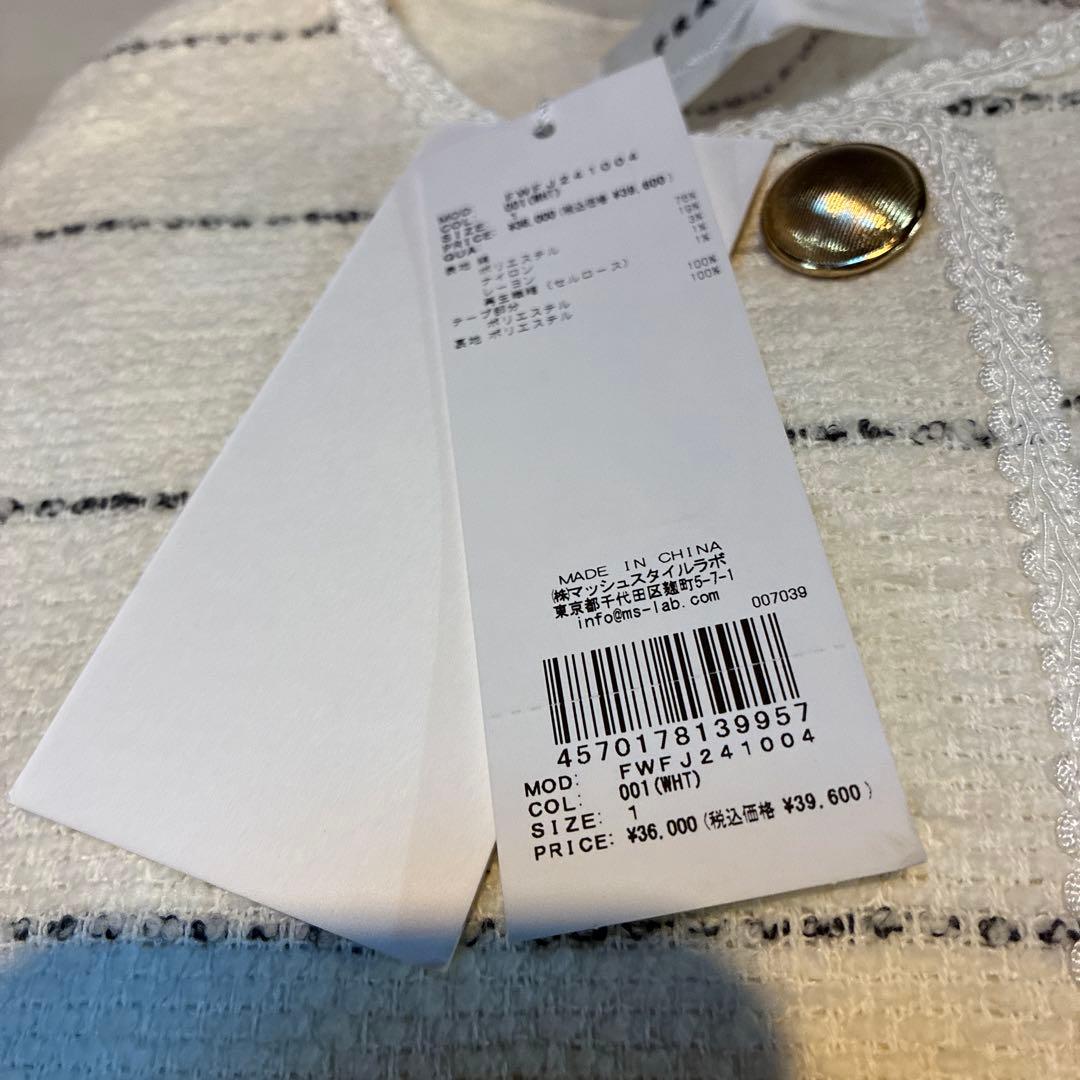 FRA
MOD: FWFJ241004
COL: 001(WHT)
SIZE: 1
PRICE: ¥36,000(税込価格 ¥39,600)
QUA:
表地 綿 76%
ポリエステル 19%
ナイロン 3%
レーヨン 1%
再生繊維(セルロース) 1%
テープ部分
ポリエステル 100%
裏地 ポリエステル 100%
MADE IN CHINA
㈱マッシュスタイルラボ
東京都千代田区麹町5-7-1
info@ms-lab.com
007039
4570178139957
MOD: FWFJ241004
COL: 001(WHT)
SIZE: 1
PRICE: ¥36,000(税込価格 ¥39,600)